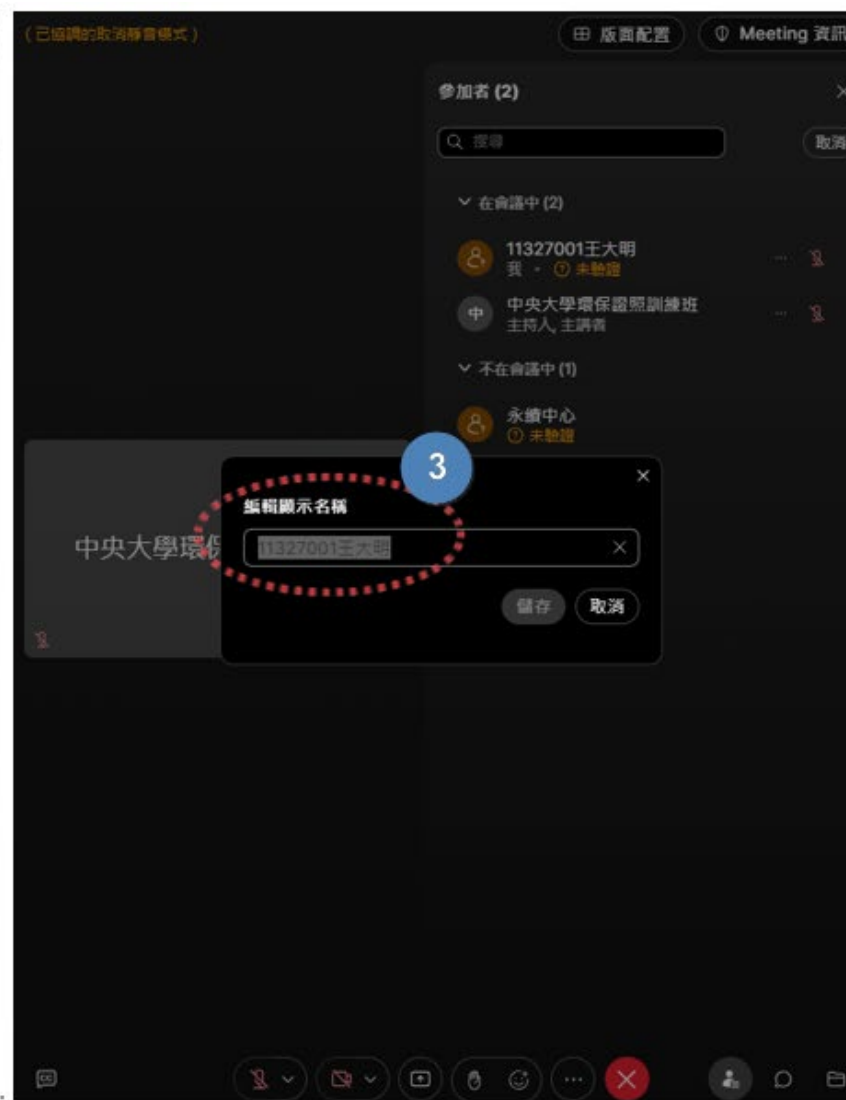 (已協調的取消靜音模式)
版面配置
Meeting 資訊
參加者 (2)
搜尋
取消
在會議中 (2)
11327001王大明
我 · 未驗證
中
中央大學環保證照訓練班
主持人, 主講者
不在會議中 (1)
永續中心
未驗證
3
編輯顯示名稱
中央大學環保
11327001王大明
儲存
取消
CC